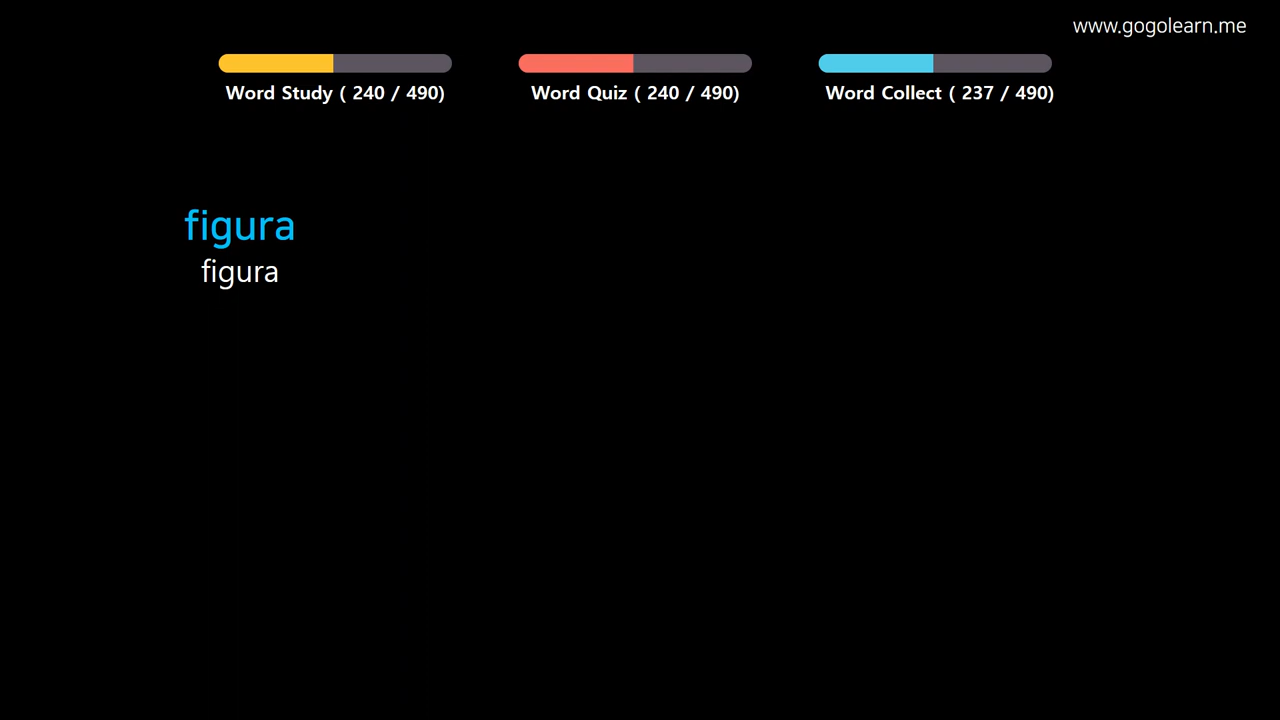 www.gogolearn.me
Word Study ( 240 / 490)
Word Quiz ( 240 / 490)
Word Collect ( 237 / 490)
figura
figura